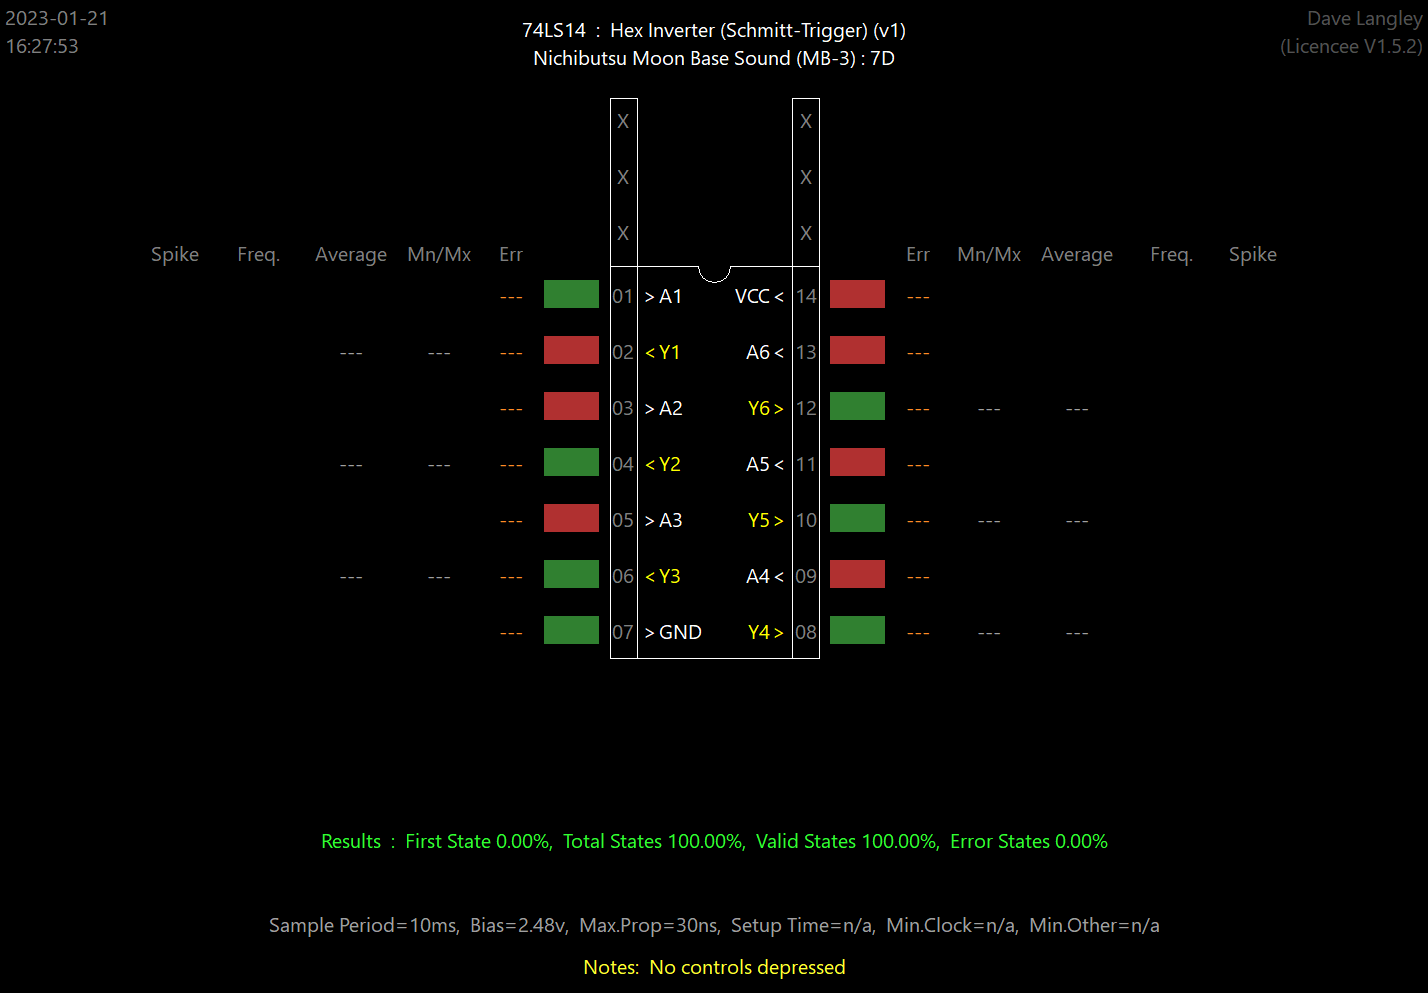 2023-01-21
16:27:53
74LS14 : Hex Inverter (Schmitt-Trigger) (v1)
Nichibutsu Moon Base Sound (MB-3) : 7D
Dave Langley
(Licencee V1.5.2)
X X
X X
X X
Spike Freq. Average Mn/Mx Err Err Mn/Mx Average Freq. Spike
--- 01 > A1 VCC < 14 ---
--- --- --- 02 < Y1 A6 < 13 ---
--- 03 > A2 Y6 > 12 --- --- ---
--- --- --- 04 < Y2 A5 < 11 ---
--- 05 > A3 Y5 > 10 --- --- ---
--- --- --- 06 < Y3 A4 < 09 ---
--- 07 > GND Y4 > 08 --- --- ---
Results : First State 0.00%, Total States 100.00%, Valid States 100.00%, Error States 0.00%
Sample Period=10ms, Bias=2.48v, Max.Prop=30ns, Setup Time=n/a, Min.Clock=n/a, Min.Other=n/a
Notes: No controls depressed